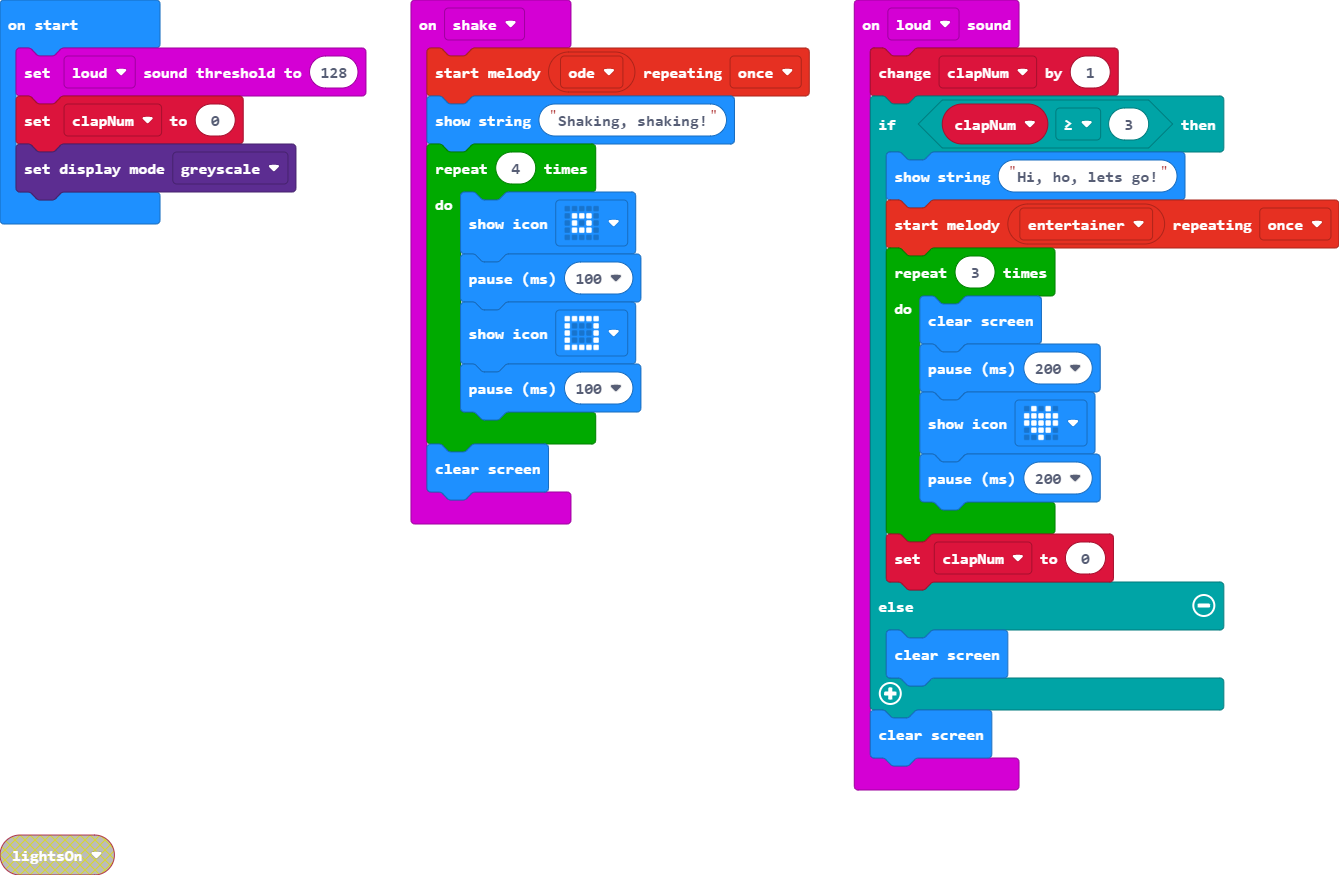 on start
set loud sound threshold to 128
set clapNum to 0
set display mode greyscale
on shake
start melody ode repeating once
show string "Shaking, shaking!"
repeat 4 times
do
show icon
pause (ms) 100
show icon
pause (ms) 100
clear screen
on loud sound
change clapNum by 1
if clapNum ≥ 3 then
show string "Hi, ho, lets go!"
start melody entertainer repeating once
repeat 3 times
do
clear screen
pause (ms) 200
show icon
pause (ms) 200
set clapNum to 0
else
clear screen
clear screen
lightsOn